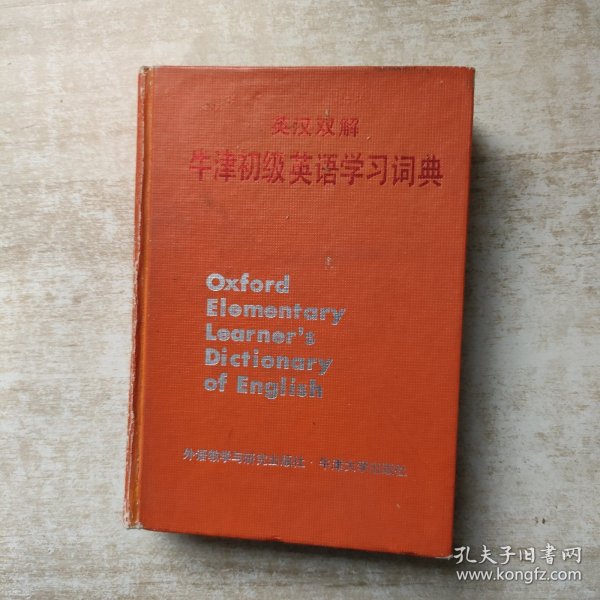 英汉双解
牛津初级英语学习词典
Oxford
Elementary
Learner's
Dictionary
of English
外语教学与研究出版社·牛津大学出版社
孔夫子旧书网
www.kongfz.com